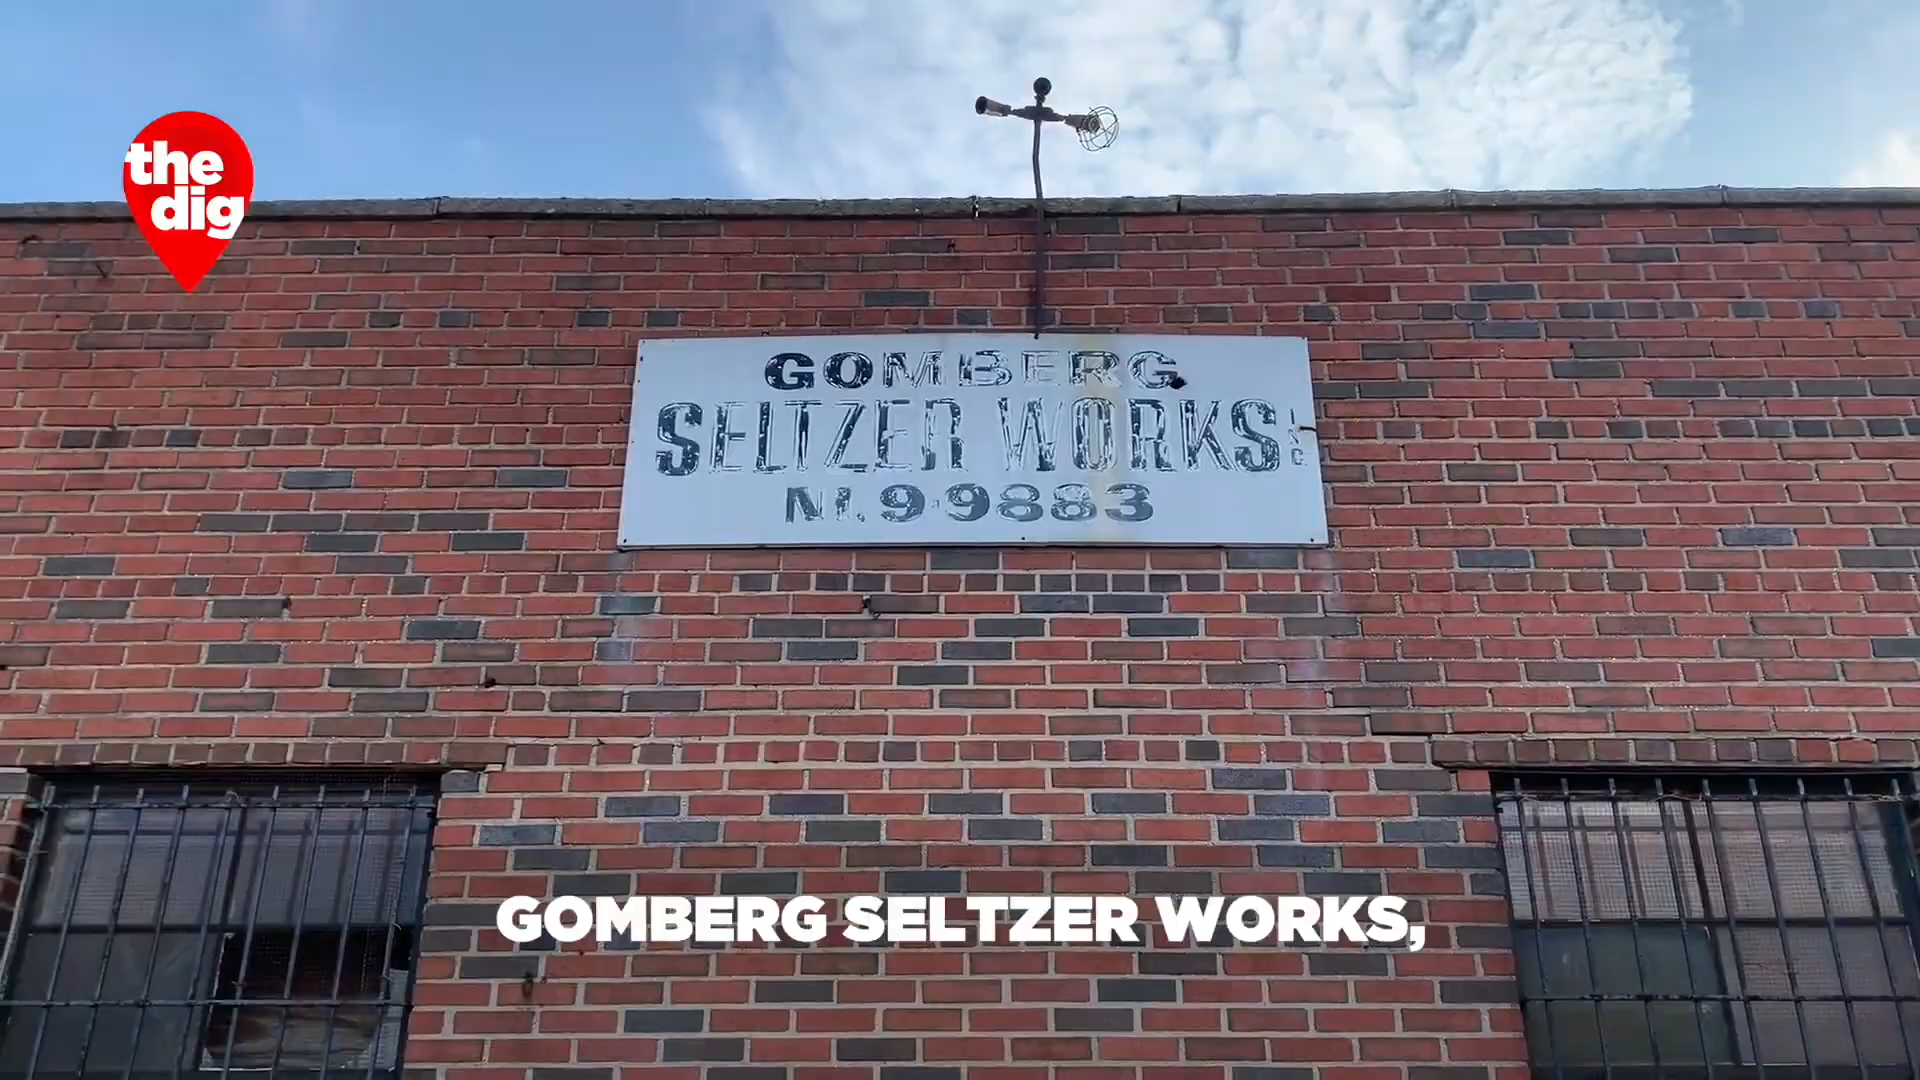 the
dig
GOMBERG
SELTZER WORKS INC
NI. 9-9883
GOMBERG SELTZER WORKS,